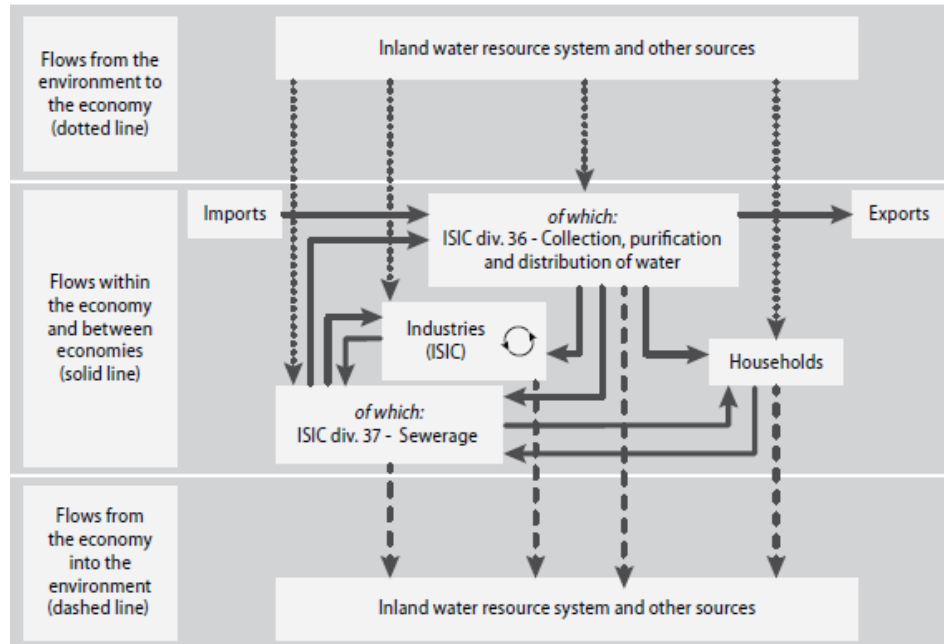 Flows from the
environment to
the economy
(dotted line)
Inland water resource system and other sources
Flows within
the economy
and between
economies
(solid line)
Imports
of which:
ISIC div. 36 - Collection, purification
and distribution of water
Exports
Industries
(ISIC)
Households
of which:
ISIC div. 37 - Sewerage
Flows from
the economy
into the
environment
(dashed line)
Inland water resource system and other sources